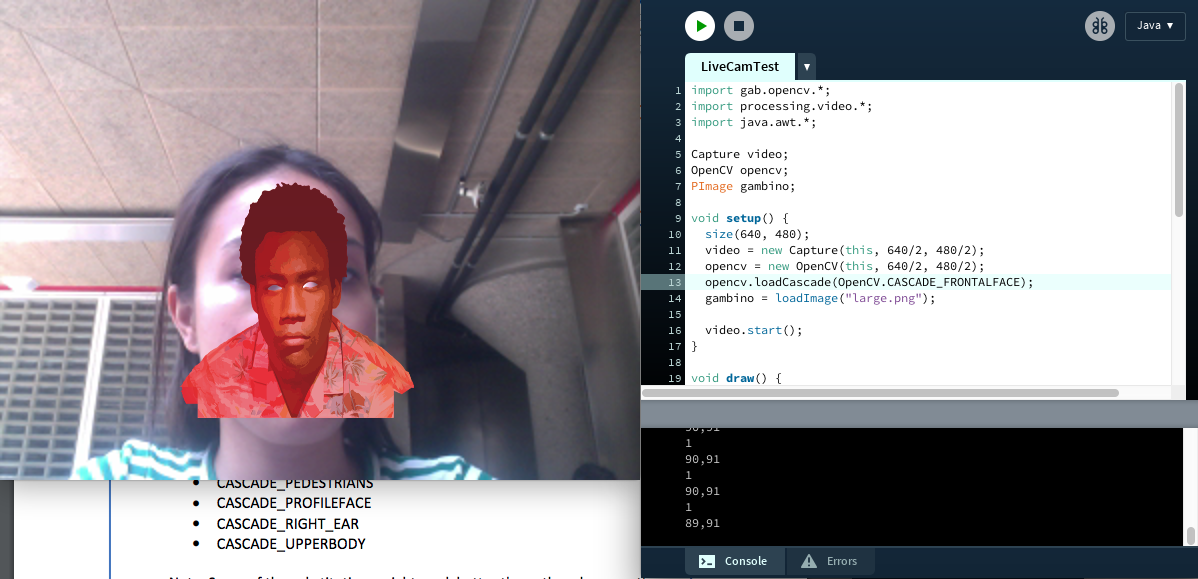 Java ▼
LiveCamTest ▼
1 import gab.opencv.*;
2 import processing.video.*;
3 import java.awt.*;
4
5 Capture video;
6 OpenCV opencv;
7 PImage gambino;
8
9 void setup() {
10 size(640, 480);
11 video = new Capture(this, 640/2, 480/2);
12 opencv = new OpenCV(this, 640/2, 480/2);
13 opencv.loadCascade(OpenCV.CASCADE_FRONTALFACE);
14 gambino = loadImage("large.png");
15
16 video.start();
17 }
18
19 void draw() {
90,91
1
90,91
1
90,91
1
89,91
Console
Errors
• CASCADE_PEDESTRIANS
• CASCADE_PROFILEFACE
• CASCADE_RIGHT_EAR
• CASCADE_UPPERBODY